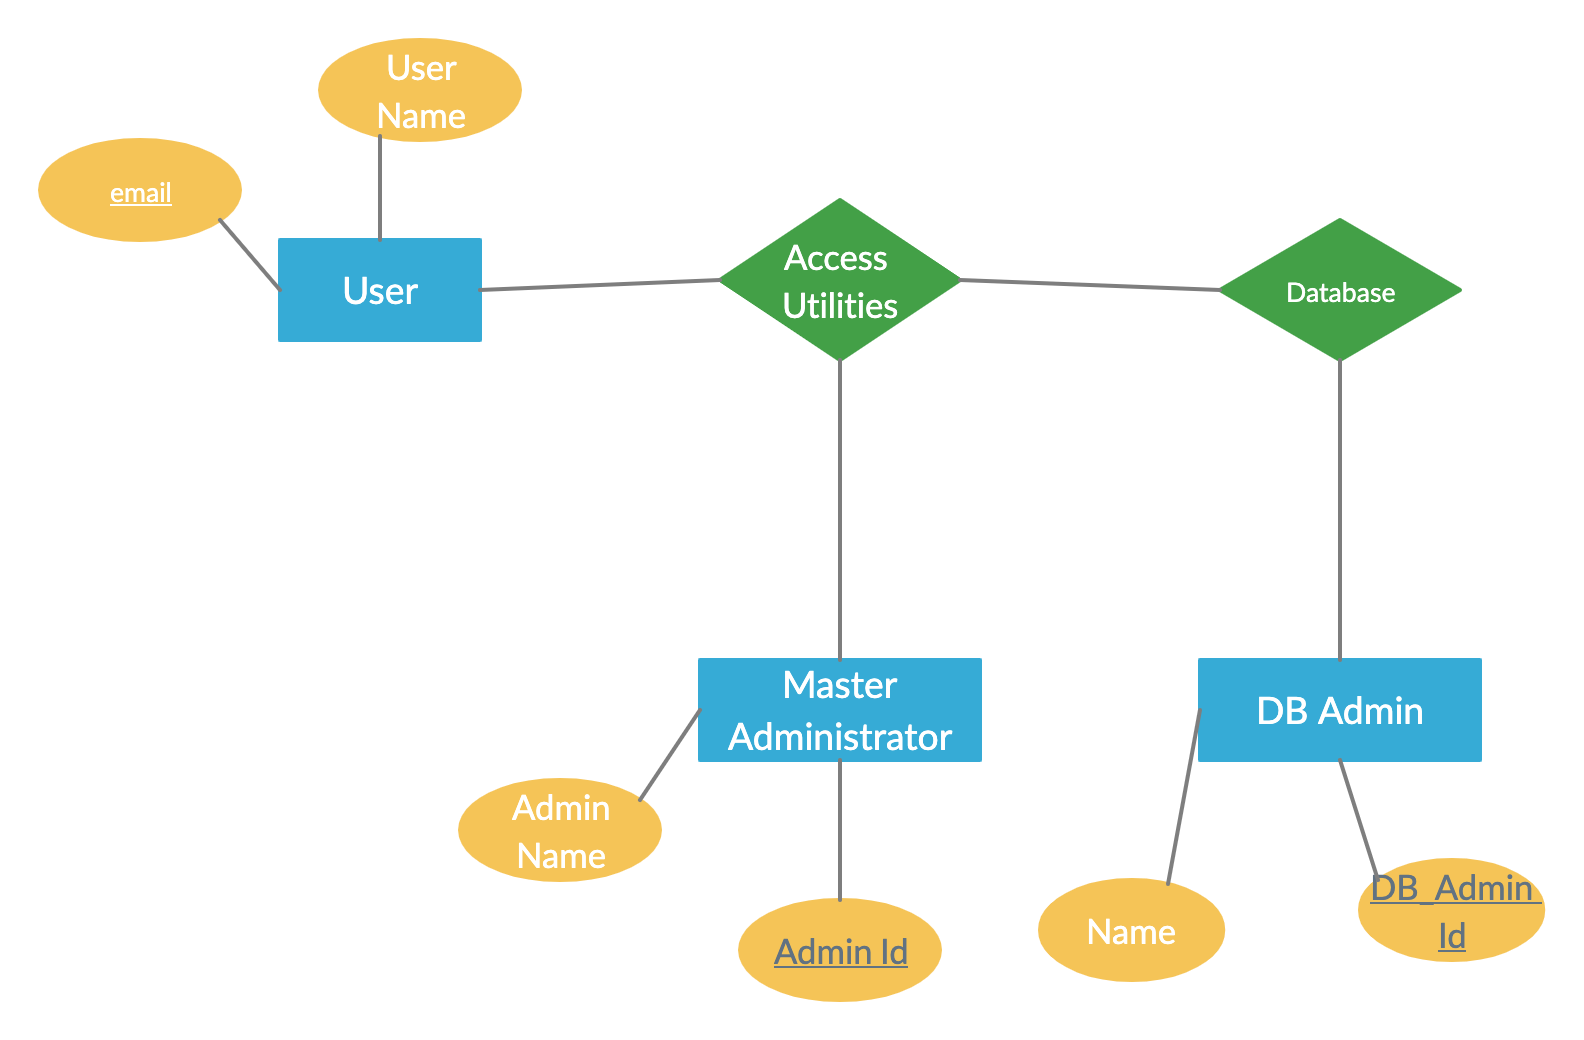 User
Name
email
User
Access
Utilities
Database
Master
Administrator
DB Admin
Admin
Name
Admin Id
Name
DB_Admin
Id